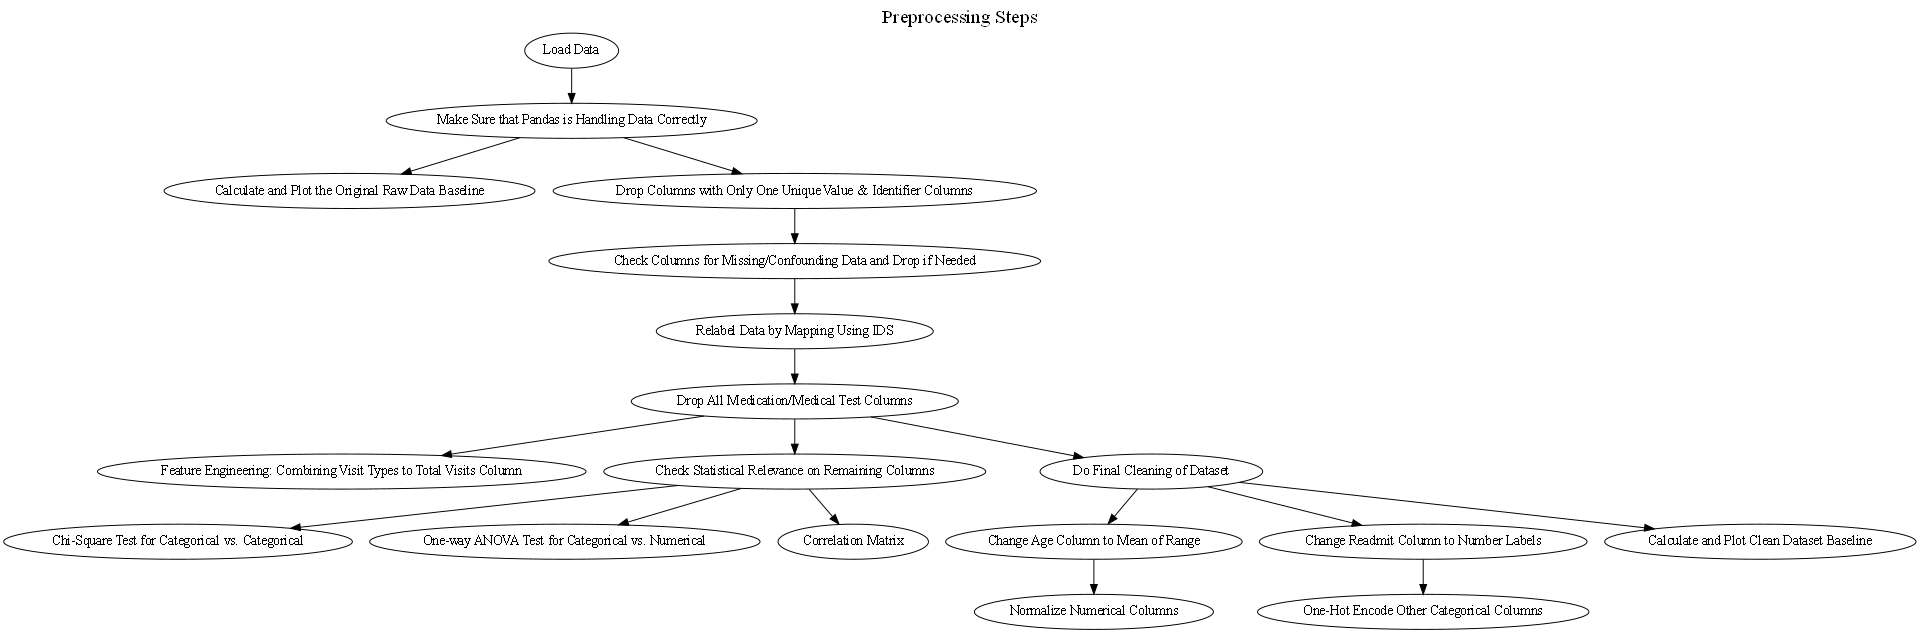 Preprocessing Steps
Load Data
Make Sure that Pandas is Handling Data Correctly
Calculate and Plot the Original Raw Data Baseline
Drop Columns with Only One Unique Value & Identifier Columns
Check Columns for Missing/Confounding Data and Drop if Needed
Relabel Data by Mapping Using IDS
Drop All Medication/Medical Test Columns
Feature Engineering: Combining Visit Types to Total Visits Column
Check Statistical Relevance on Remaining Columns
Do Final Cleaning of Dataset
Chi-Square Test for Categorical vs. Categorical
One-way ANOVA Test for Categorical vs. Numerical
Correlation Matrix
Change Age Column to Mean of Range
Change Readmit Column to Number Labels
Calculate and Plot Clean Dataset Baseline
Normalize Numerical Columns
One-Hot Encode Other Categorical Columns